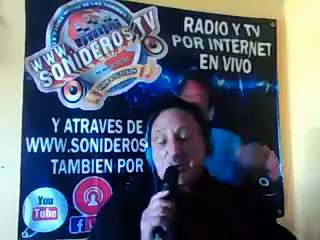 WWW.
SONIDEROS.TV
RADIO Y TV
POR INTERNET
EN VIVO
Y ATRAVES DE
WWW.SONIDEROS
TAMBIEN POR
You
Tube
f